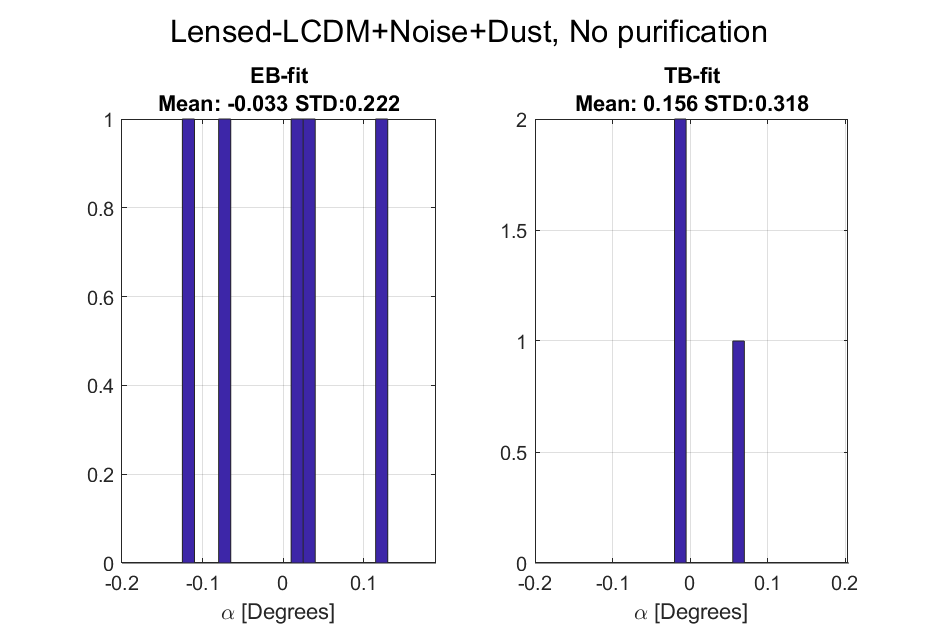 Lensed-LCDM+Noise+Dust, No purification
EB-fit
Mean: -0.033 STD:0.222
1
0.8
0.6
0.4
0.2
0
-0.2
-0.1
0
0.1
α [Degrees]
TB-fit
Mean: 0.156 STD:0.318
2
1.5
1
0.5
0
-0.2
-0.1
0
0.1
0.2
α [Degrees]